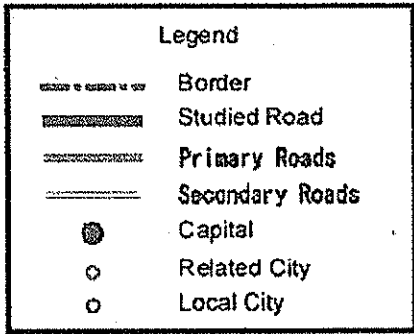 Legend
Border
Studied Road
Primary Roads
Secondary Roads
Capital
Related City
Local City